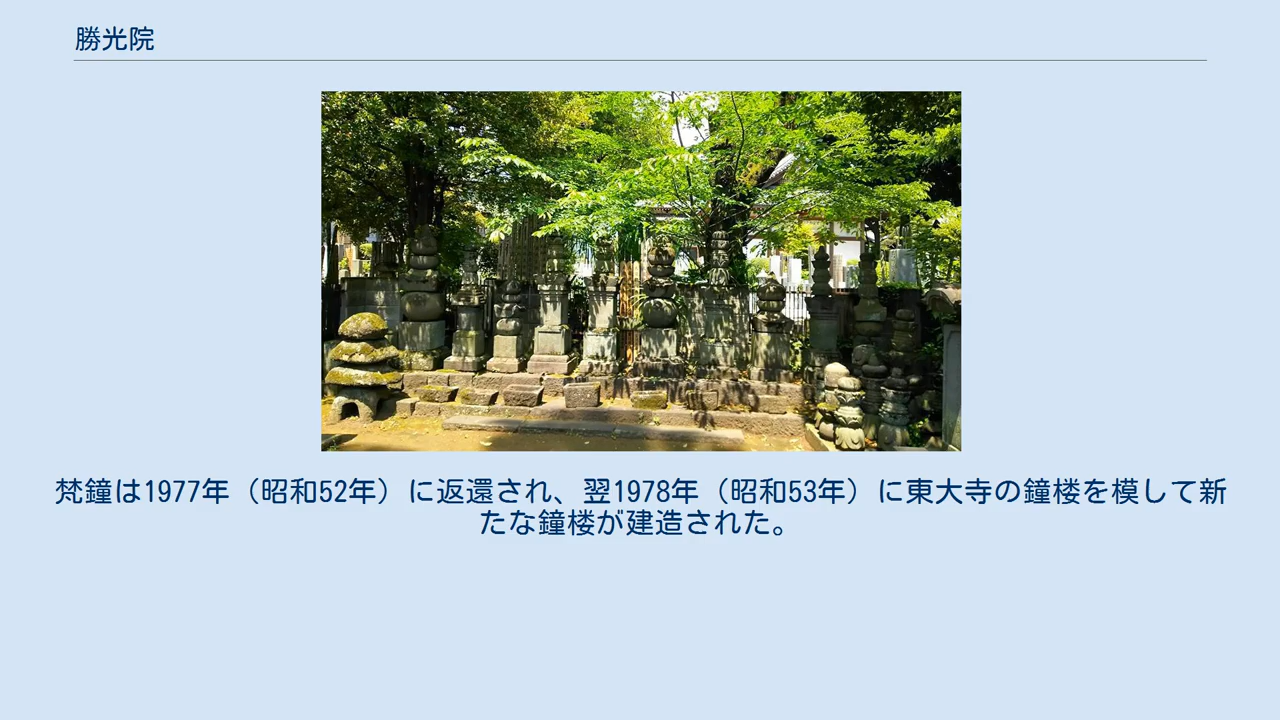 勝光院
梵鐘は1977年（昭和52年）に返還され、翌1978年（昭和53年）に東大寺の鐘楼を模して新
たな鐘楼が建造された。